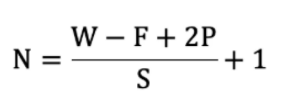 N = (W − F + 2P) / S + 1